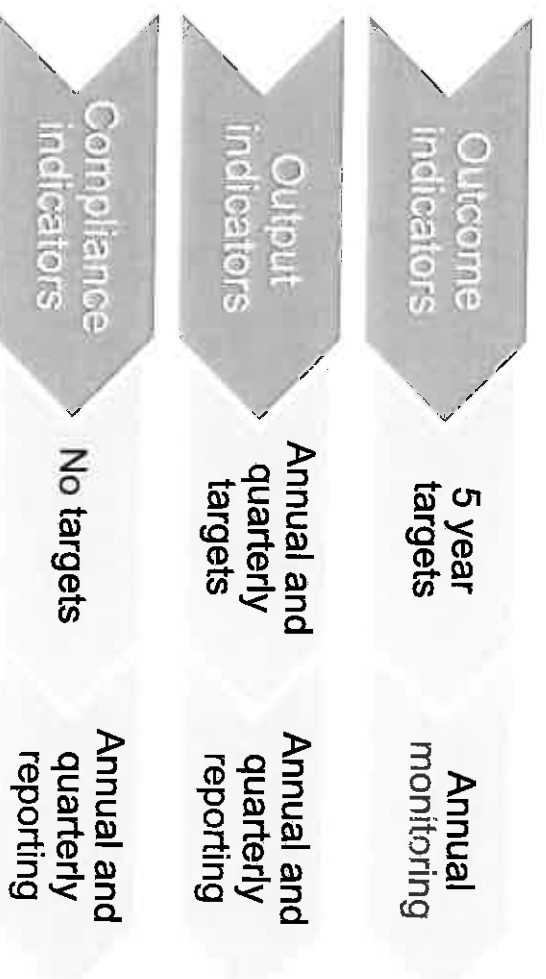 Outcome
indicators
5 year
targets
Annual
monitoring
Output
indicators
Annual and
quarterly
targets
Annual and
quarterly
reporting
Compliance
indicators
No targets
Annual and
quarterly
reporting